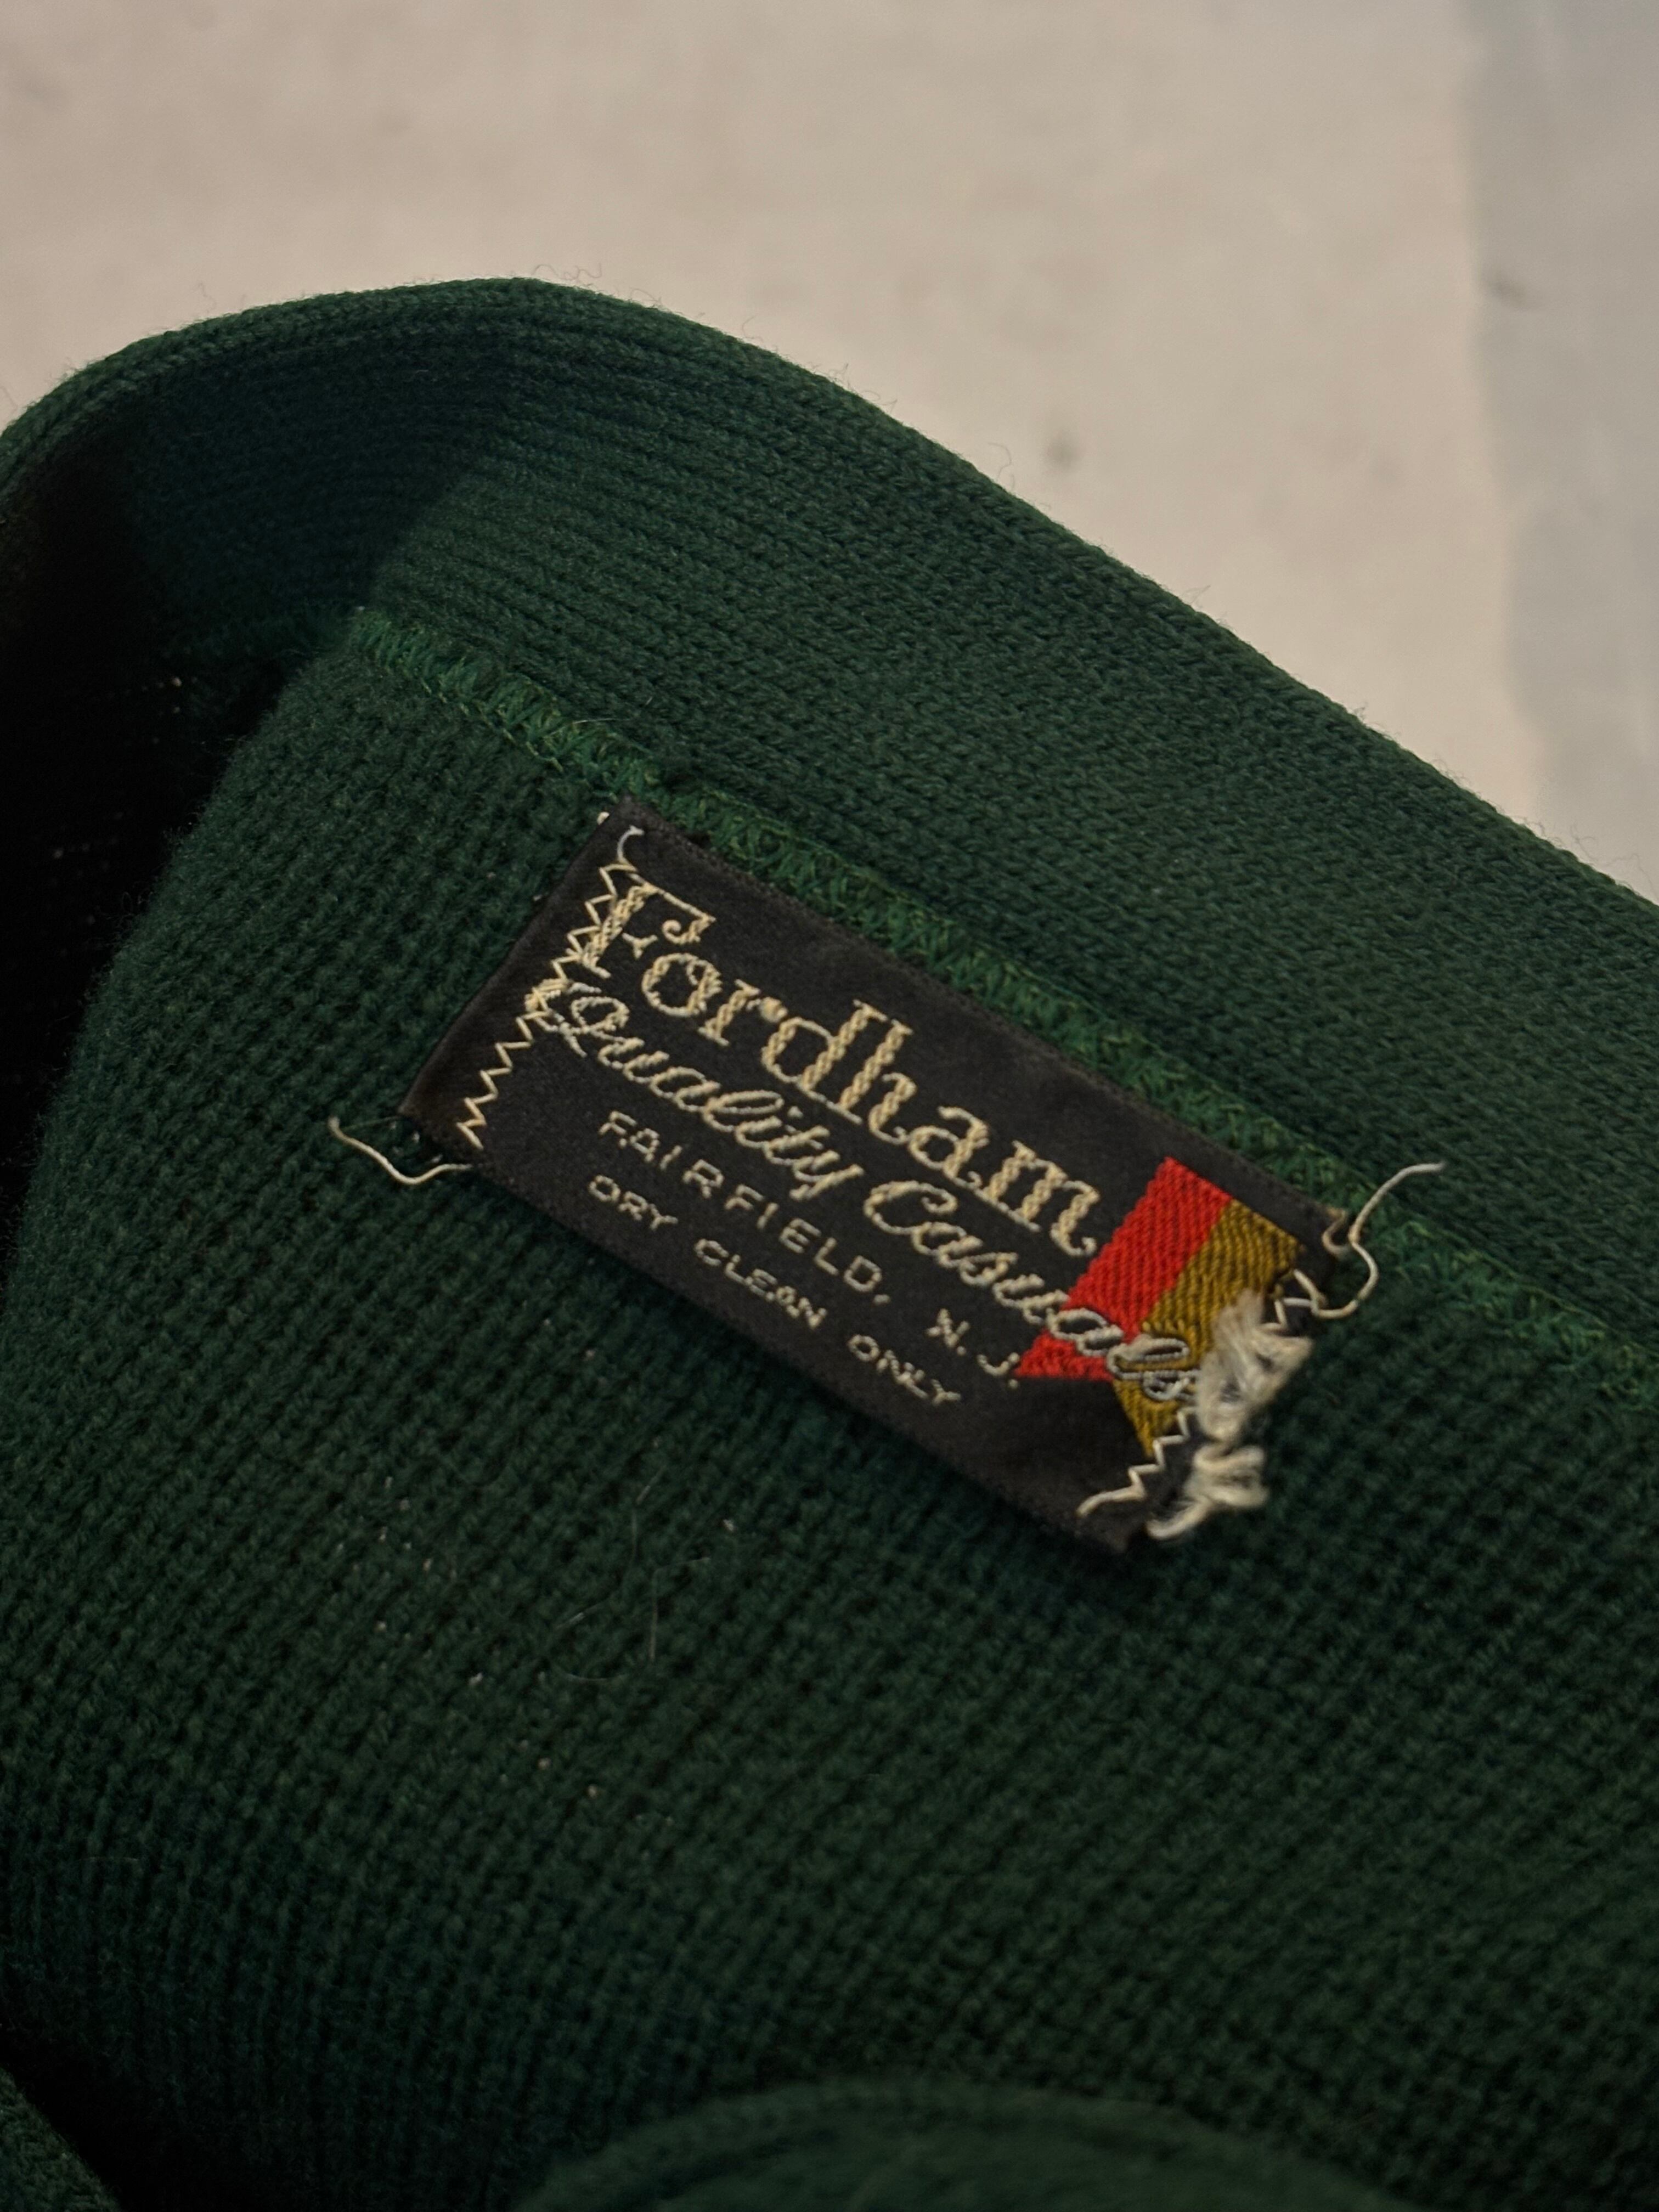 Fordham
Quality Casuals
FAIRFIELD, N.J.
DRY CLEAN ONLY